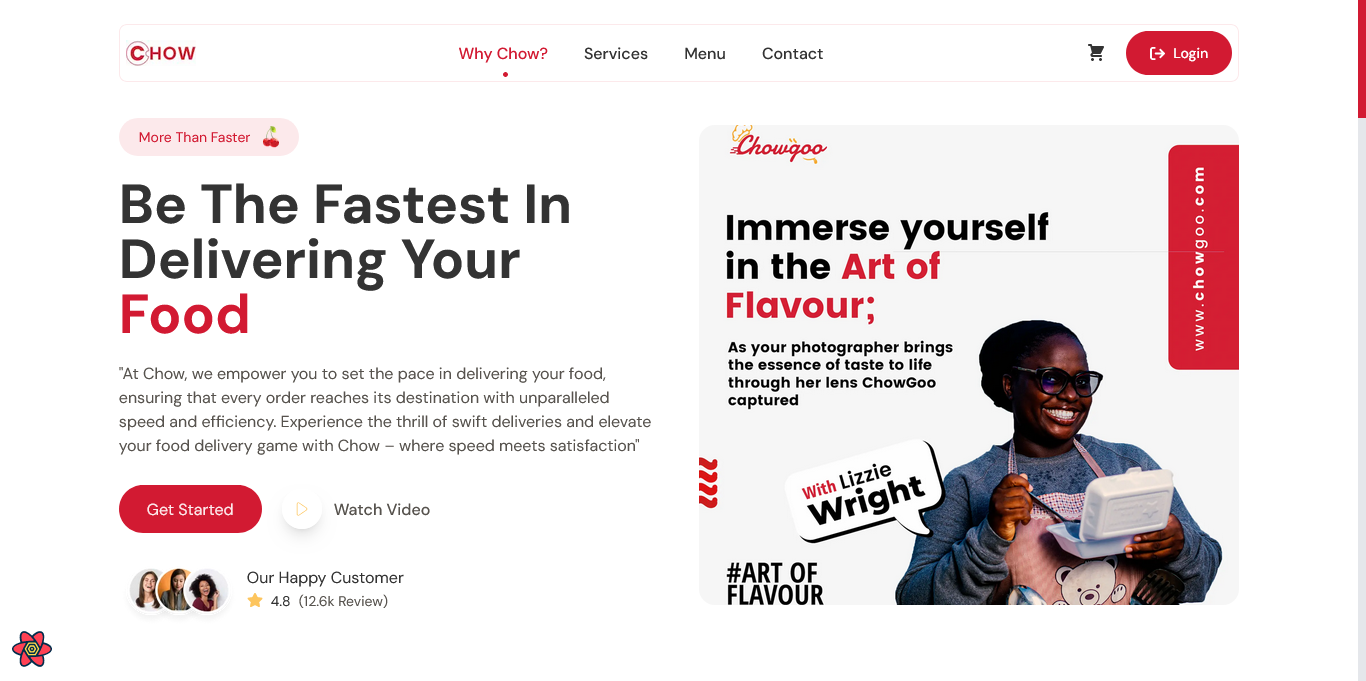 CHOW
Why Chow?
Services
Menu
Contact
Login
More Than Faster
Be The Fastest In
Delivering Your
Food
"At Chow, we empower you to set the pace in delivering your food,
ensuring that every order reaches its destination with unparalleled
speed and efficiency. Experience the thrill of swift deliveries and elevate
your food delivery game with Chow – where speed meets satisfaction"
Get Started
Watch Video
Our Happy Customer
4.8 (12.6k Review)
Chowgoo
www.chowgoo.com
Immerse yourself
in the Art of
Flavour;
As your photographer brings
the essence of taste to life
through her lens ChowGoo
captured
With Lizzie
Wright
#ART OF
FLAVOUR